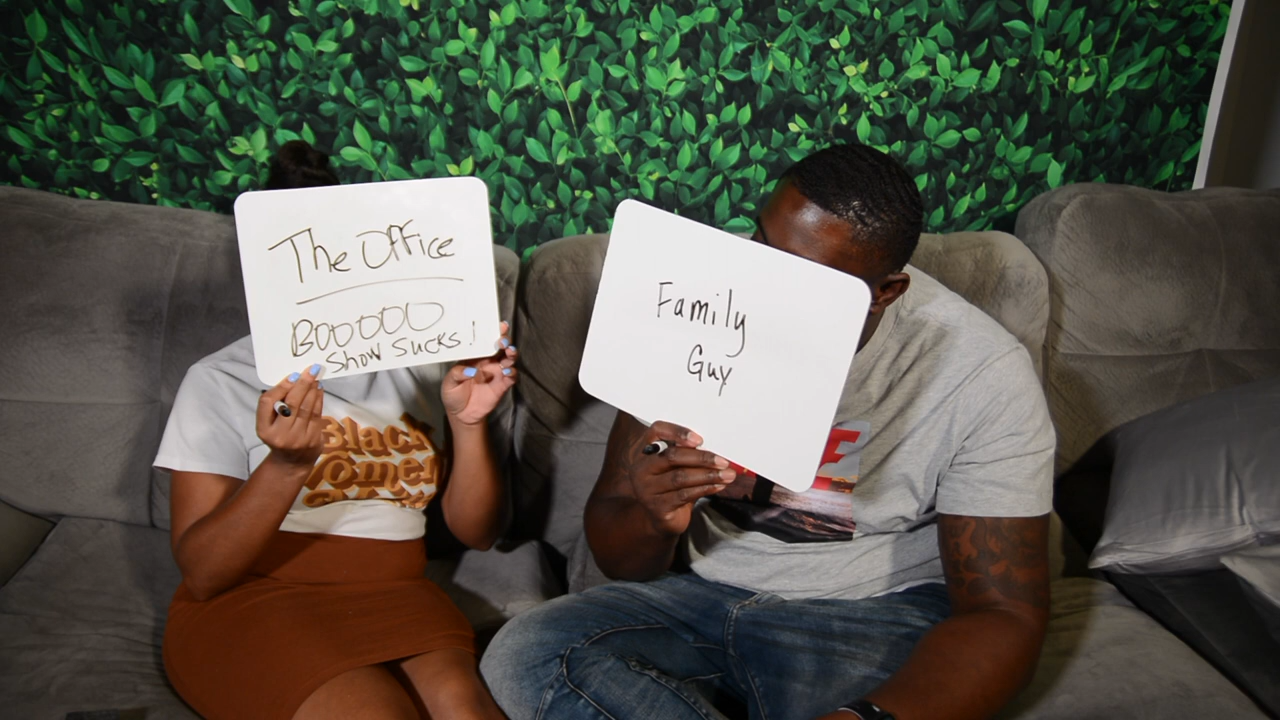 The Office
BOOOOO
Show Sucks!
Family
Guy
Black
Women